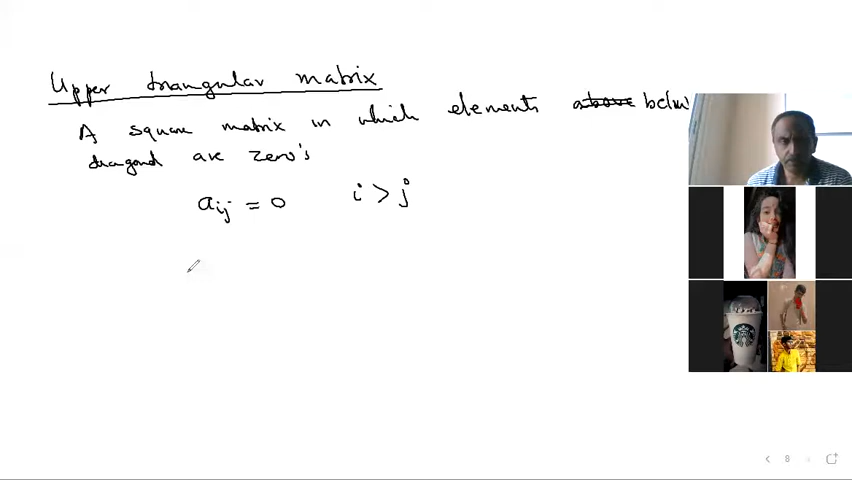 Upper triangular matrix
A square matrix in which elements above below
diagonal are zero's
aij = 0 i > j
8